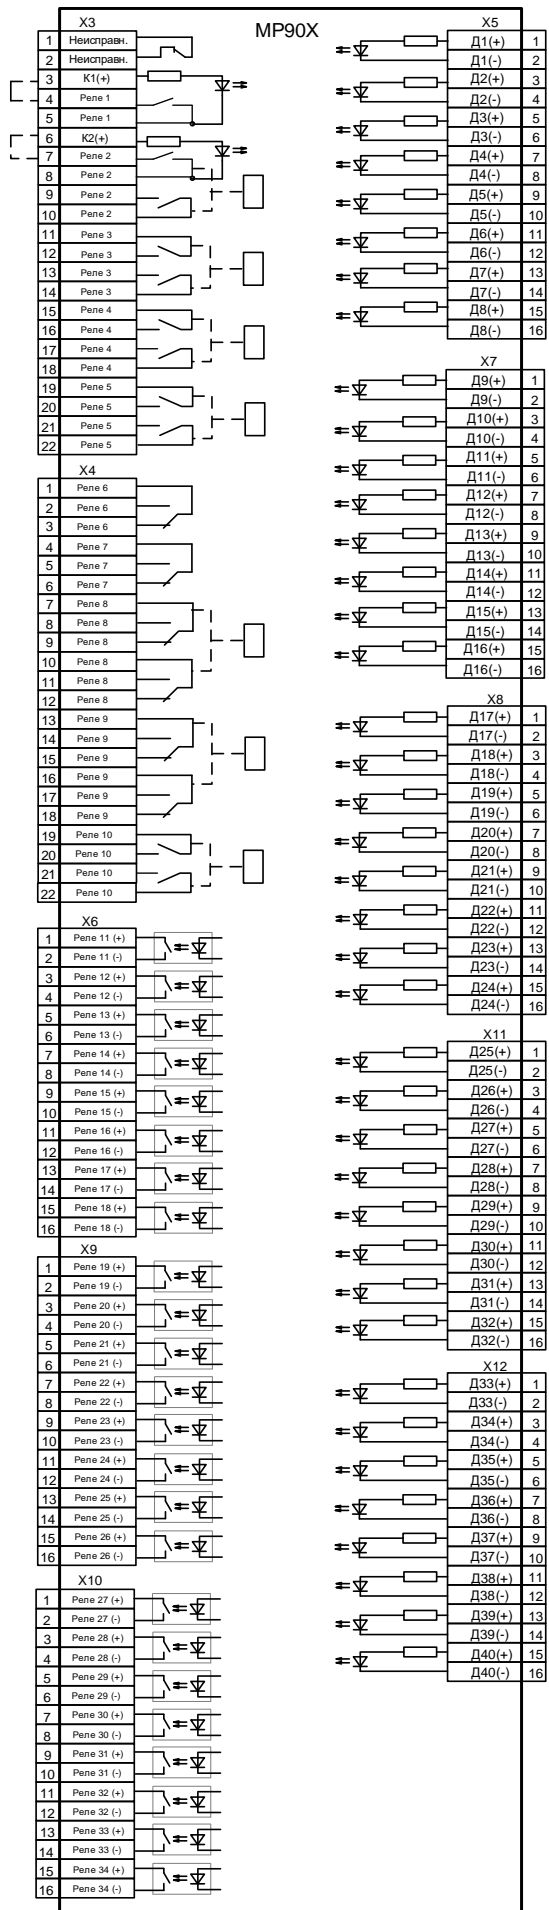 МР90Х
X3
1 Неисправн.
2 Неисправн.
3 К1(+)
4 Реле 1
5 Реле 1
6 К2(+)
7 Реле 2
8 Реле 2
9 Реле 2
10 Реле 2
11 Реле 3
12 Реле 3
13 Реле 3
14 Реле 3
15 Реле 4
16 Реле 4
17 Реле 4
18 Реле 4
19 Реле 5
20 Реле 5
21 Реле 5
22 Реле 5
X4
1 Реле 6
2 Реле 6
3 Реле 6
4 Реле 7
5 Реле 7
6 Реле 7
7 Реле 8
8 Реле 8
9 Реле 8
10 Реле 8
11 Реле 8
12 Реле 8
13 Реле 9
14 Реле 9
15 Реле 9
16 Реле 9
17 Реле 9
18 Реле 9
19 Реле 10
20 Реле 10
21 Реле 10
22 Реле 10
X6
1 Реле 11 (+)
2 Реле 11 (-)
3 Реле 12 (+)
4 Реле 12 (-)
5 Реле 13 (+)
6 Реле 13 (-)
7 Реле 14 (+)
8 Реле 14 (-)
9 Реле 15 (+)
10 Реле 15 (-)
11 Реле 16 (+)
12 Реле 16 (-)
13 Реле 17 (+)
14 Реле 17 (-)
15 Реле 18 (+)
16 Реле 18 (-)
X9
1 Реле 19 (+)
2 Реле 19 (-)
3 Реле 20 (+)
4 Реле 20 (-)
5 Реле 21 (+)
6 Реле 21 (-)
7 Реле 22 (+)
8 Реле 22 (-)
9 Реле 23 (+)
10 Реле 23 (-)
11 Реле 24 (+)
12 Реле 24 (-)
13 Реле 25 (+)
14 Реле 25 (-)
15 Реле 26 (+)
16 Реле 26 (-)
X10
1 Реле 27 (+)
2 Реле 27 (-)
3 Реле 28 (+)
4 Реле 28 (-)
5 Реле 29 (+)
6 Реле 29 (-)
7 Реле 30 (+)
8 Реле 30 (-)
9 Реле 31 (+)
10 Реле 31 (-)
11 Реле 32 (+)
12 Реле 32 (-)
13 Реле 33 (+)
14 Реле 33 (-)
15 Реле 34 (+)
16 Реле 34 (-)
X5
Д1(+) 1
Д1(-) 2
Д2(+) 3
Д2(-) 4
Д3(+) 5
Д3(-) 6
Д4(+) 7
Д4(-) 8
Д5(+) 9
Д5(-) 10
Д6(+) 11
Д6(-) 12
Д7(+) 13
Д7(-) 14
Д8(+) 15
Д8(-) 16
X7
Д9(+) 1
Д9(-) 2
Д10(+) 3
Д10(-) 4
Д11(+) 5
Д11(-) 6
Д12(+) 7
Д12(-) 8
Д13(+) 9
Д13(-) 10
Д14(+) 11
Д14(-) 12
Д15(+) 13
Д15(-) 14
Д16(+) 15
Д16(-) 16
X8
Д17(+) 1
Д17(-) 2
Д18(+) 3
Д18(-) 4
Д19(+) 5
Д19(-) 6
Д20(+) 7
Д20(-) 8
Д21(+) 9
Д21(-) 10
Д22(+) 11
Д22(-) 12
Д23(+) 13
Д23(-) 14
Д24(+) 15
Д24(-) 16
X11
Д25(+) 1
Д25(-) 2
Д26(+) 3
Д26(-) 4
Д27(+) 5
Д27(-) 6
Д28(+) 7
Д28(-) 8
Д29(+) 9
Д29(-) 10
Д30(+) 11
Д30(-) 12
Д31(+) 13
Д31(-) 14
Д32(+) 15
Д32(-) 16
X12
Д33(+) 1
Д33(-) 2
Д34(+) 3
Д34(-) 4
Д35(+) 5
Д35(-) 6
Д36(+) 7
Д36(-) 8
Д37(+) 9
Д37(-) 10
Д38(+) 11
Д38(-) 12
Д39(+) 13
Д39(-) 14
Д40(+) 15
Д40(-) 16